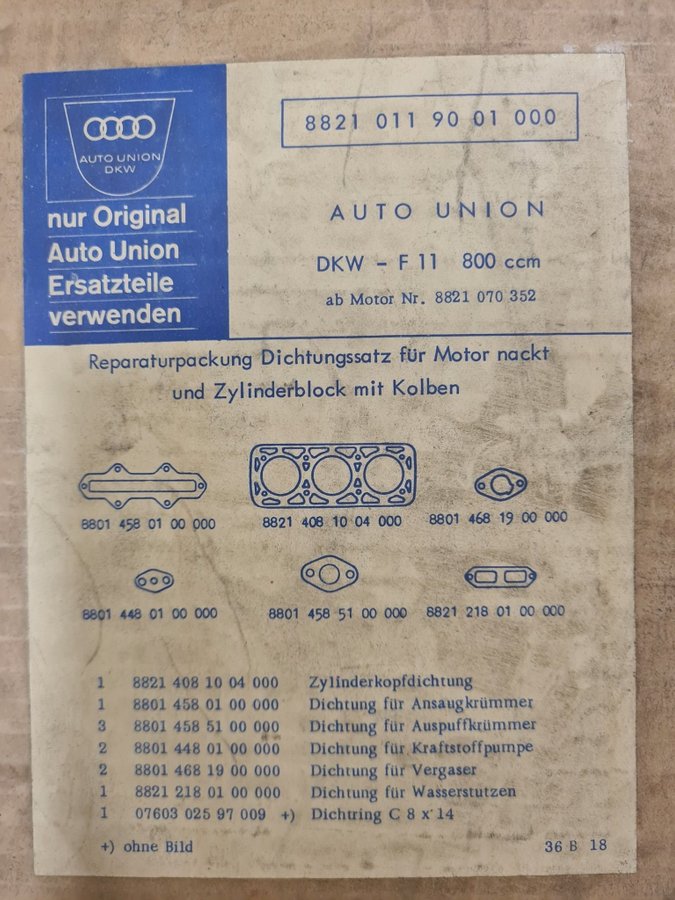 AUTO UNION
DKW
nur Original
Auto Union
Ersatzteile
verwenden
8821 011 90 01 000
AUTO UNION
DKW - F 11 800 ccm
ab Motor Nr. 8821 070 352
Reparaturpackung Dichtungssatz für Motor nackt
und Zylinderblock mit Kolben
8801 458 01 00 000 8821 408 10 04 000 8801 468 19 00 000
8801 448 01 00 000 8801 458 51 00 000 8821 218 01 00 000
1 8821 408 10 04 000 Zylinderkopfdichtung
1 8801 458 01 00 000 Dichtung für Ansaugkrümmer
3 8801 458 51 00 000 Dichtung für Auspuffkrümmer
2 8801 448 01 00 000 Dichtung für Kraftstoffpumpe
2 8801 468 19 00 000 Dichtung für Vergaser
1 8821 218 01 00 000 Dichtung für Wasserstutzen
1 07603 025 97 009 +) Dichtring C 8 x 14
+) ohne Bild 36 B 18